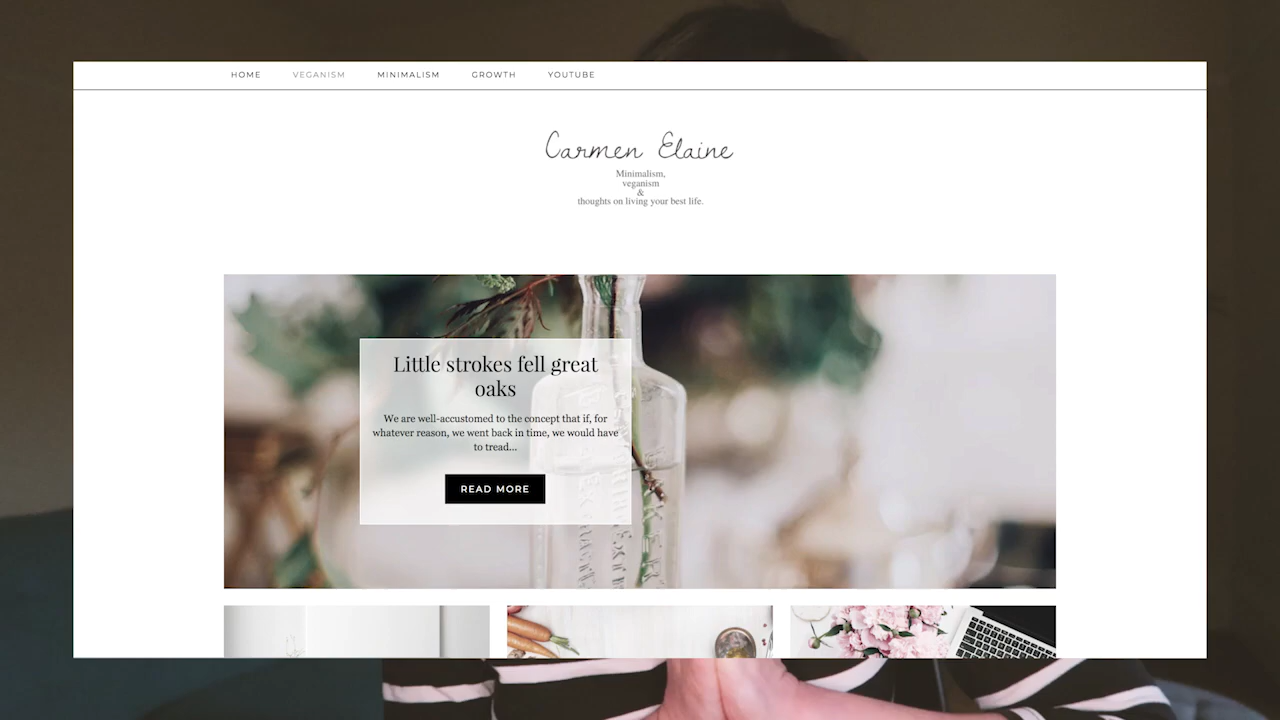 HOME VEGANISM MINIMALISM GROWTH YOUTUBE
Carmen Elaine
Minimalism,
veganism
&
thoughts on living your best life.
Little strokes fell great
oaks
We are well-accustomed to the concept that if, for
whatever reason, we went back in time, we would have
to tread...
READ MORE